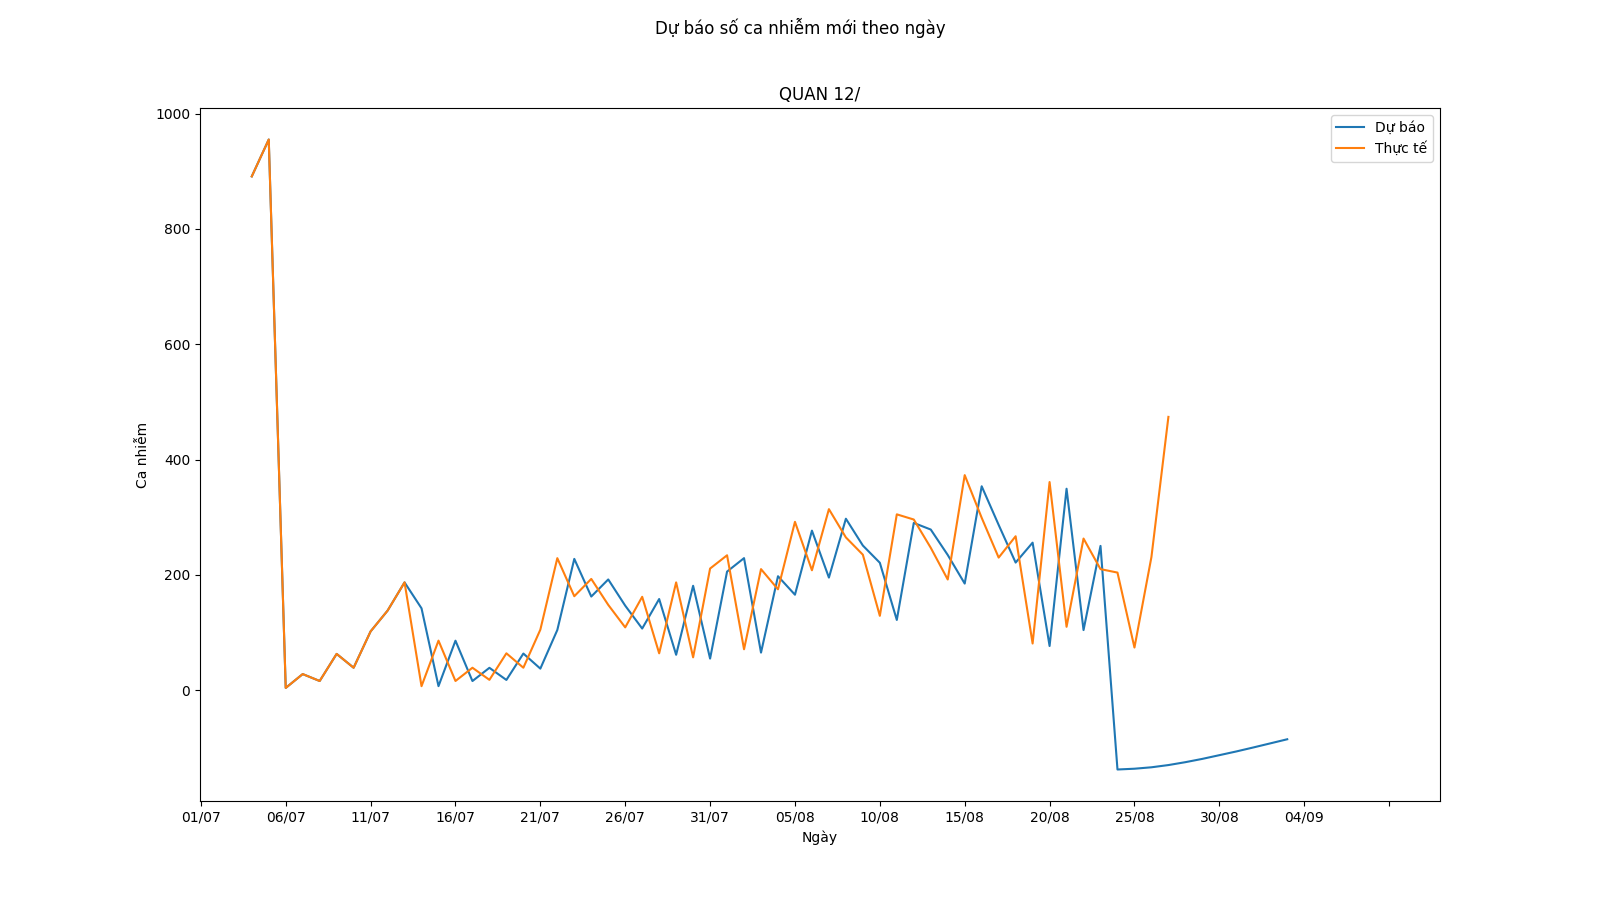 Dự báo số ca nhiễm mới theo ngày
QUAN 12/
Dự báo
Thực tế
Ca nhiễm
1000
800
600
400
200
0
01/07 06/07 11/07 16/07 21/07 26/07 31/07 05/08 10/08 15/08 20/08 25/08 30/08 04/09
Ngày